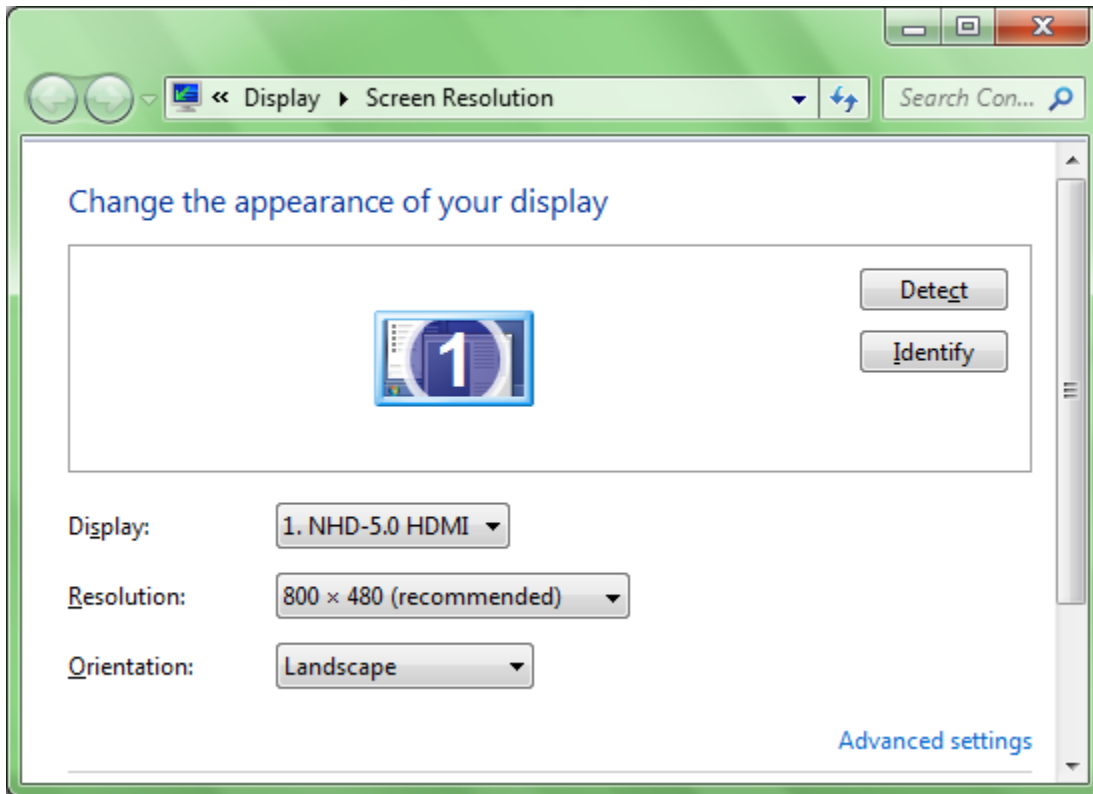 « Display ▸ Screen Resolution
Search Con...
Change the appearance of your display
1
Detect
Identify
Display: 1. NHD-5.0 HDMI
Resolution: 800 × 480 (recommended)
Orientation: Landscape
Advanced settings